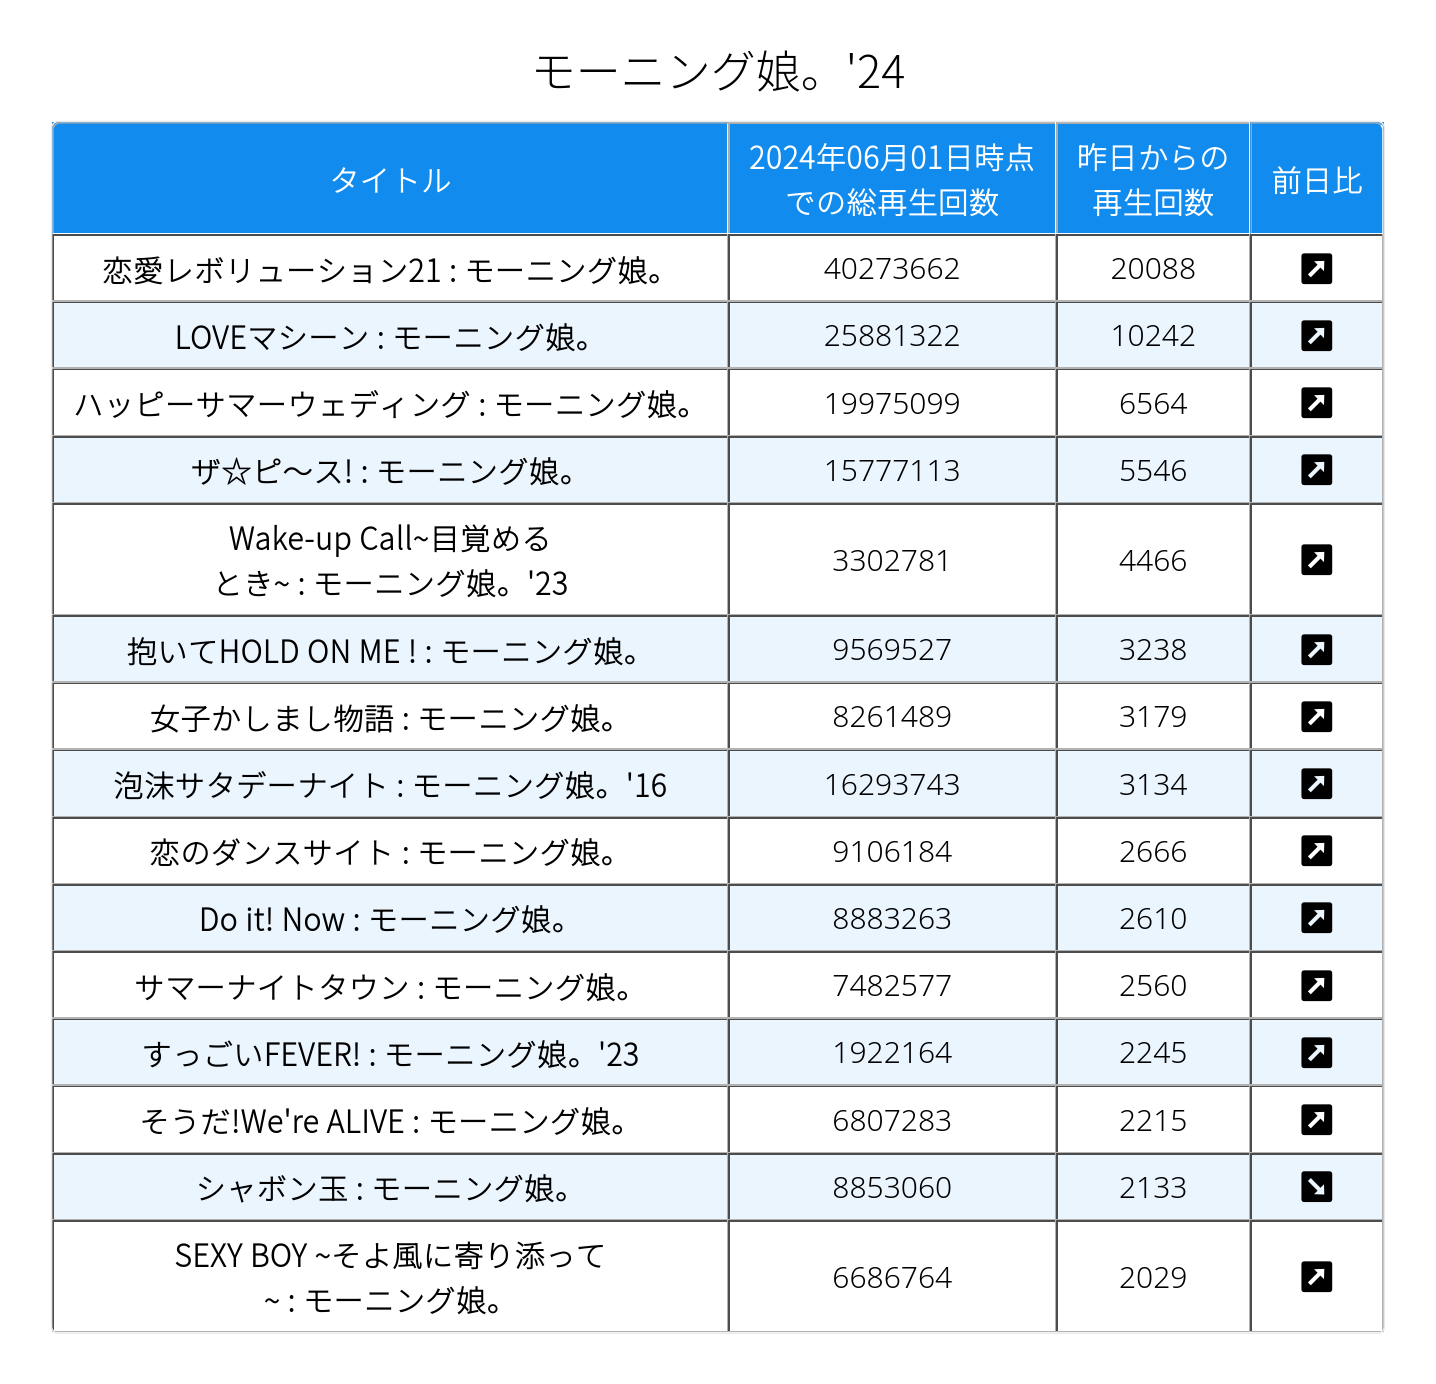 モーニング娘。'24
タイトル
2024年06月01日時点
での総再生回数
昨日からの
再生回数
前日比
恋愛レボリューション21 : モーニング娘。 40273662 20088 ↗
LOVEマシーン : モーニング娘。 25881322 10242 ↗
ハッピーサマーウェディング : モーニング娘。 19975099 6564 ↗
ザ☆ピ〜ス! : モーニング娘。 15777113 5546 ↗
Wake-up Call~目覚める
とき~ : モーニング娘。'23 3302781 4466 ↗
抱いてHOLD ON ME ! : モーニング娘。 9569527 3238 ↗
女子かしまし物語 : モーニング娘。 8261489 3179 ↗
泡沫サタデーナイト : モーニング娘。'16 16293743 3134 ↗
恋のダンスサイト : モーニング娘。 9106184 2666 ↗
Do it! Now : モーニング娘。 8883263 2610 ↗
サマーナイトタウン : モーニング娘。 7482577 2560 ↗
すっごいFEVER! : モーニング娘。'23 1922164 2245 ↗
そうだ!We're ALIVE : モーニング娘。 6807283 2215 ↗
シャボン玉 : モーニング娘。 8853060 2133 ↘
SEXY BOY ~そよ風に寄り添って
~ : モーニング娘。 6686764 2029 ↗